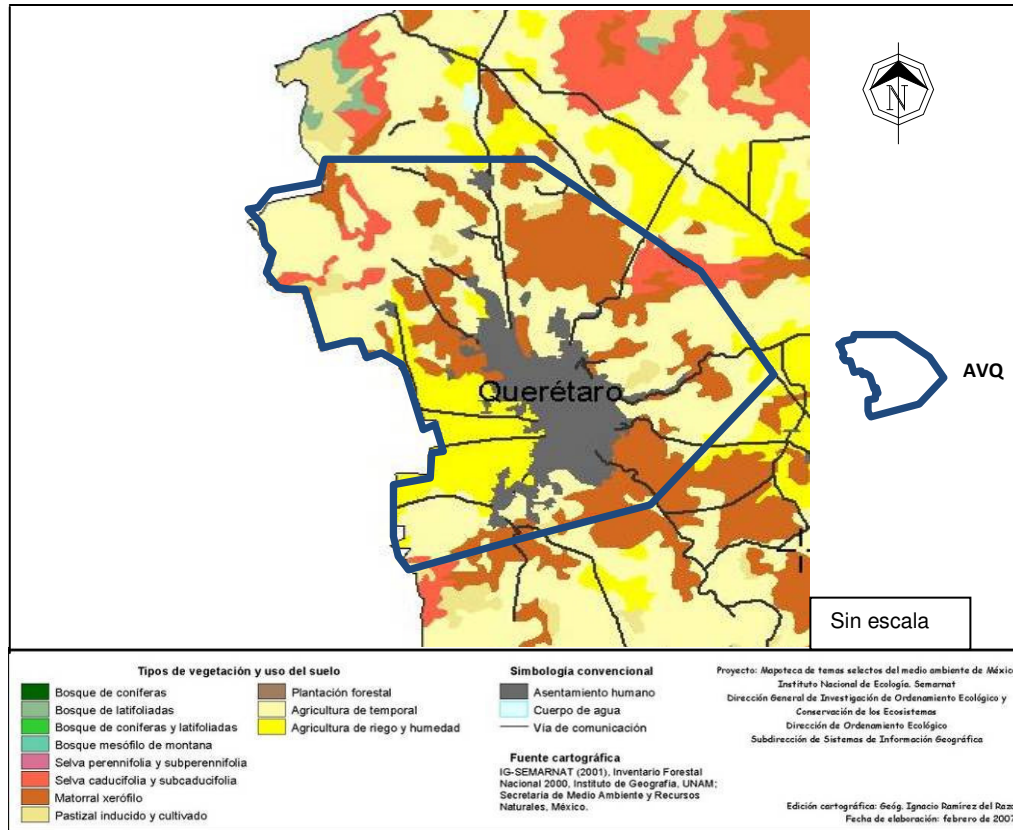 N
Querétaro
AVQ
Sin escala
Tipos de vegetación y uso del suelo
Bosque de coníferas
Bosque de latifoliadas
Bosque de coníferas y latifoliadas
Bosque mesófilo de montana
Selva perennifolia y subperennifolia
Selva caducifolia y subcaducifolia
Matorral xerófilo
Pastizal inducido y cultivado
Plantación forestal
Agricultura de temporal
Agricultura de riego y humedad
Simbología convencional
Asentamiento humano
Cuerpo de agua
Vía de comunicación
Fuente cartográfica
IG-SEMARNAT (2001), Inventario Forestal
Nacional 2000, Instituto de Geografía, UNAM;
Secretaría de Medio Ambiente y Recursos
Naturales, México.
Proyecto: Mapoteca de temas selectos del medio ambiente de México
Instituto Nacional de Ecología. Semarnat
Dirección General de Investigación de Ordenamiento Ecológico y
Conservación de los Ecosistemas
Dirección de Ordenamiento Ecológico
Subdirección de Sistemas de Información Geográfica
Edición cartográfica: Geóg. Ignacio Ramírez del Razo
Fecha de elaboración: febrero de 2007